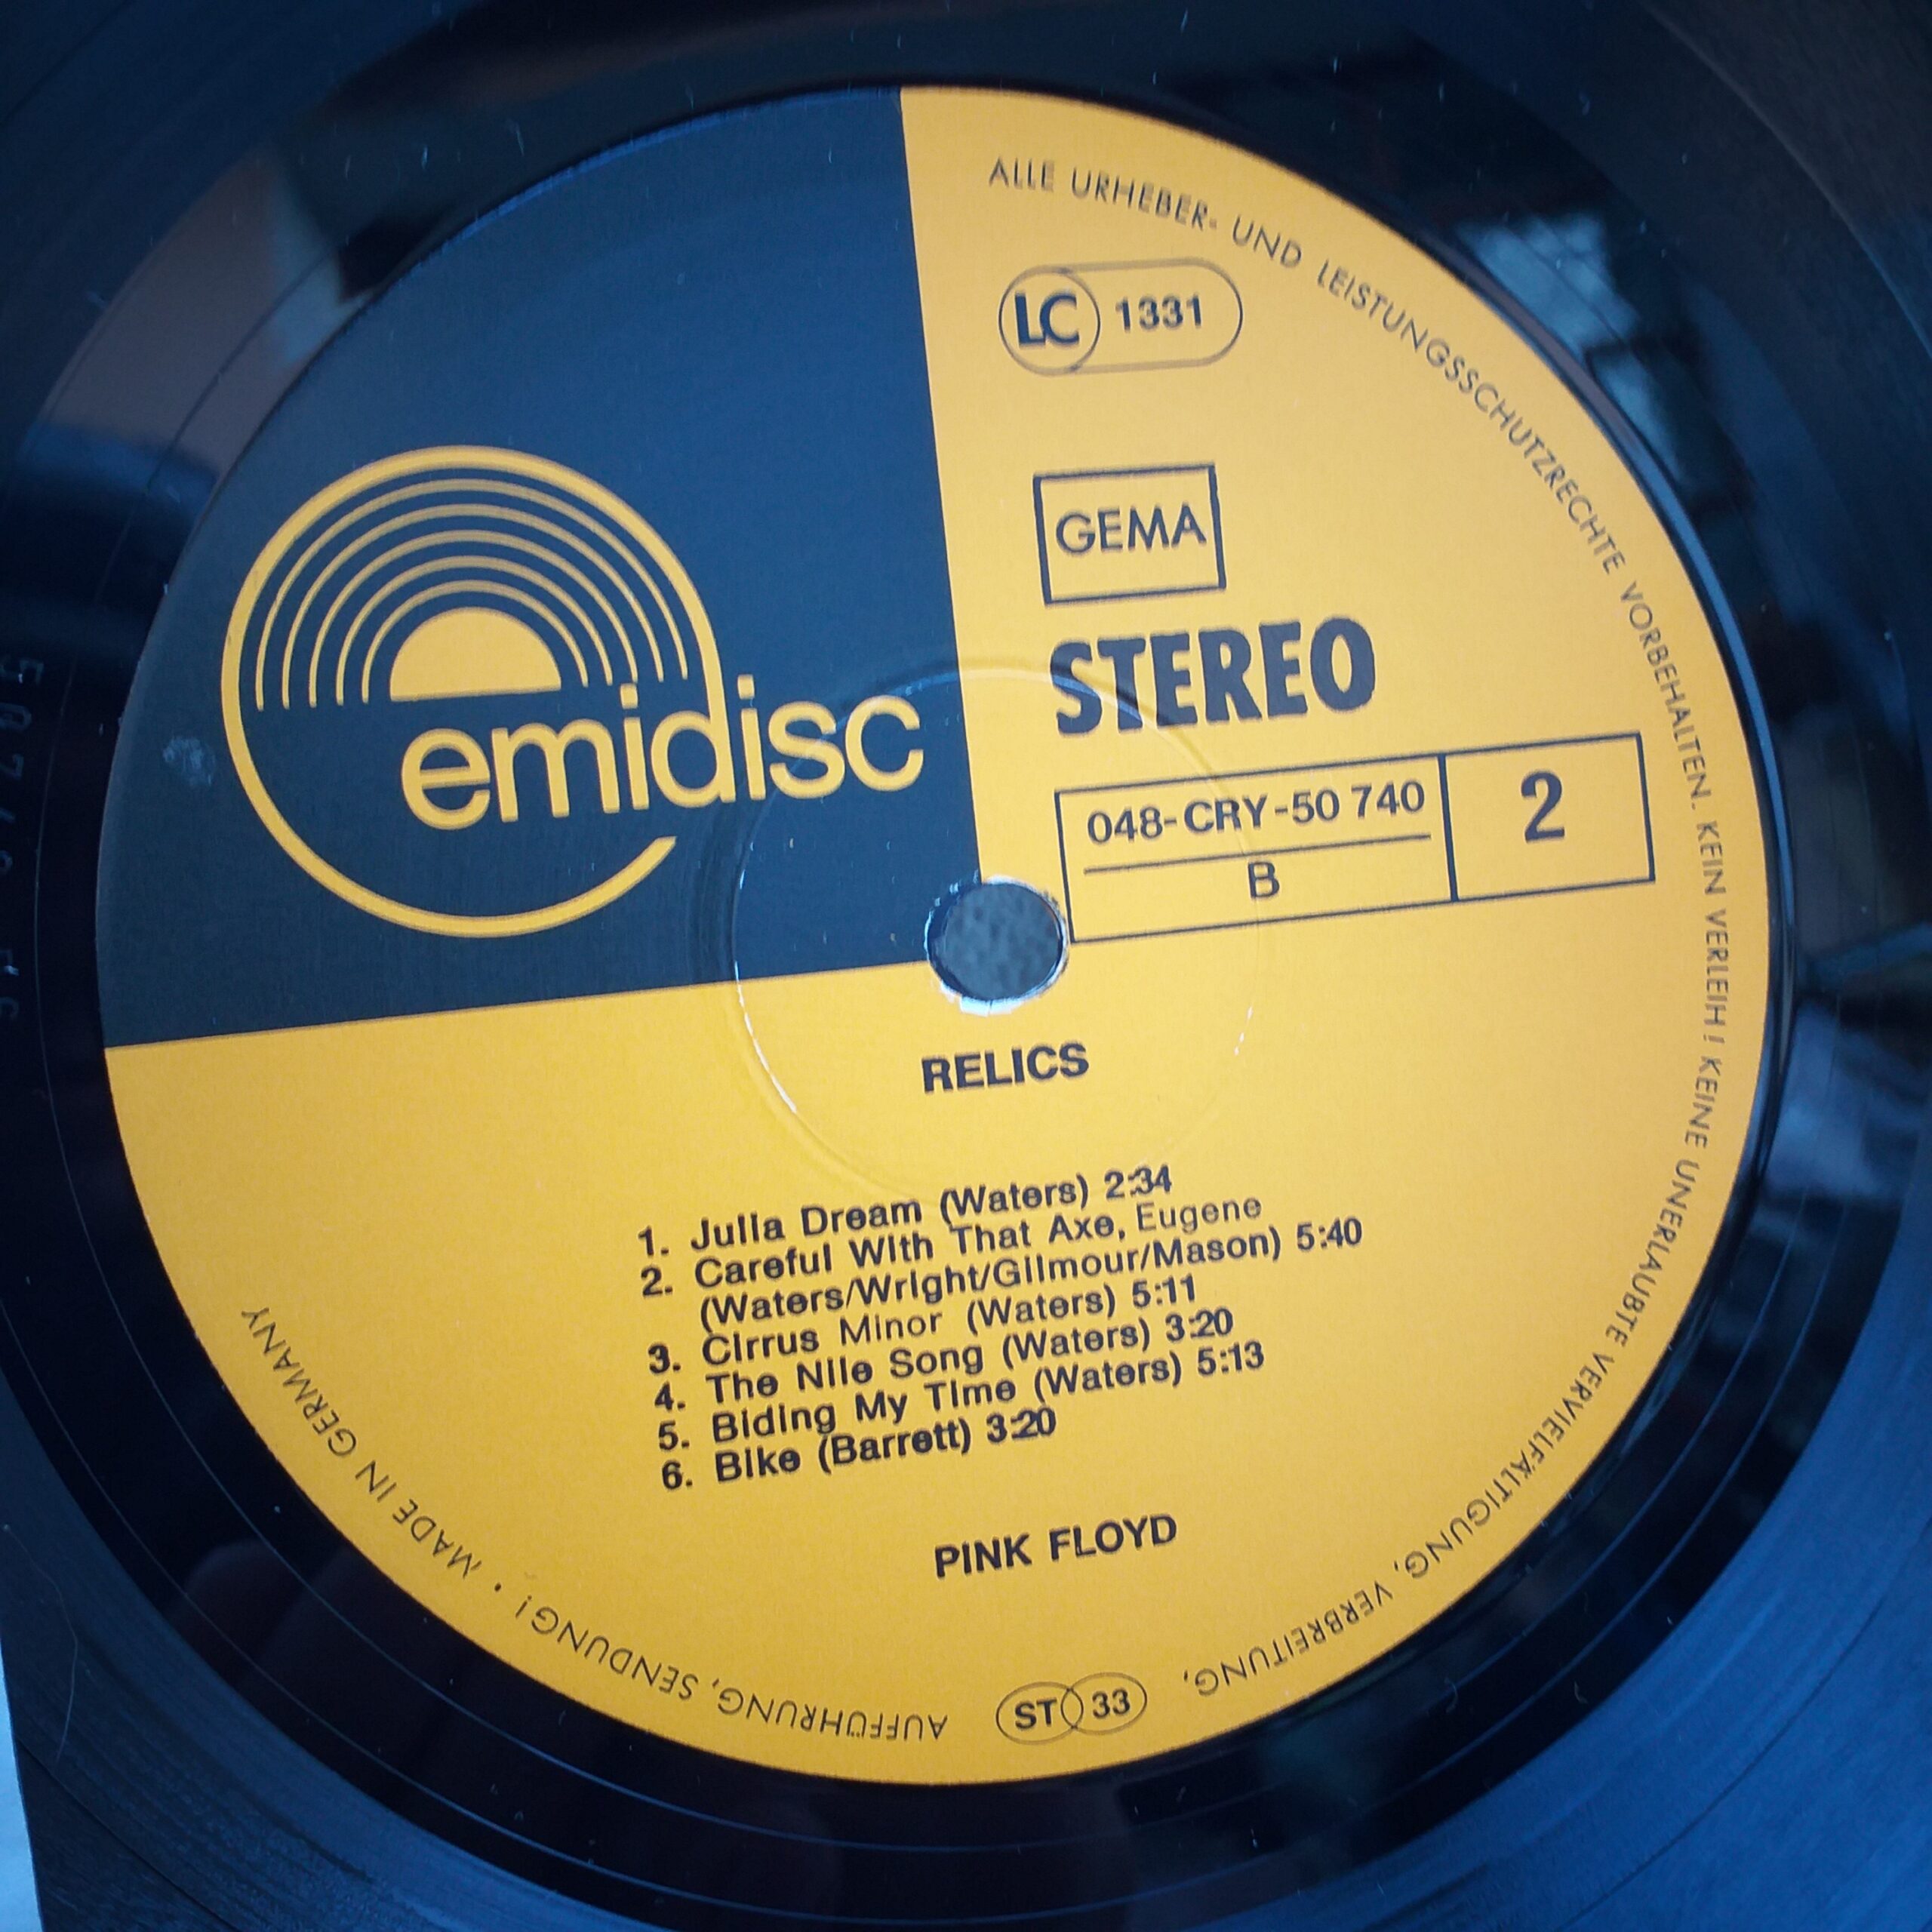 ALLE URHEBER- UND LEISTUNGSSCHUTZRECHTE VORBEHALTEN. KEIN VERLEIH! KEINE UNERLAUBTE VERVIELFÄLTIGUNG, VERBREITUNG,
AUFFÜHRUNG, SENDUNG! • MADE IN GERMANY
LC 1331
GEMA
STEREO
emidisc
048-CRY-50 740
B
2
RELICS
1. Julia Dream (Waters) 2:34
2. Careful With That Axe, Eugene
(Waters/Wright/Gilmour/Mason) 5:40
3. Cirrus Minor (Waters) 5:11
4. The Nile Song (Waters) 3:20
5. Biding My Time (Waters) 5:13
6. Bike (Barrett) 3:20
PINK FLOYD
ST 33